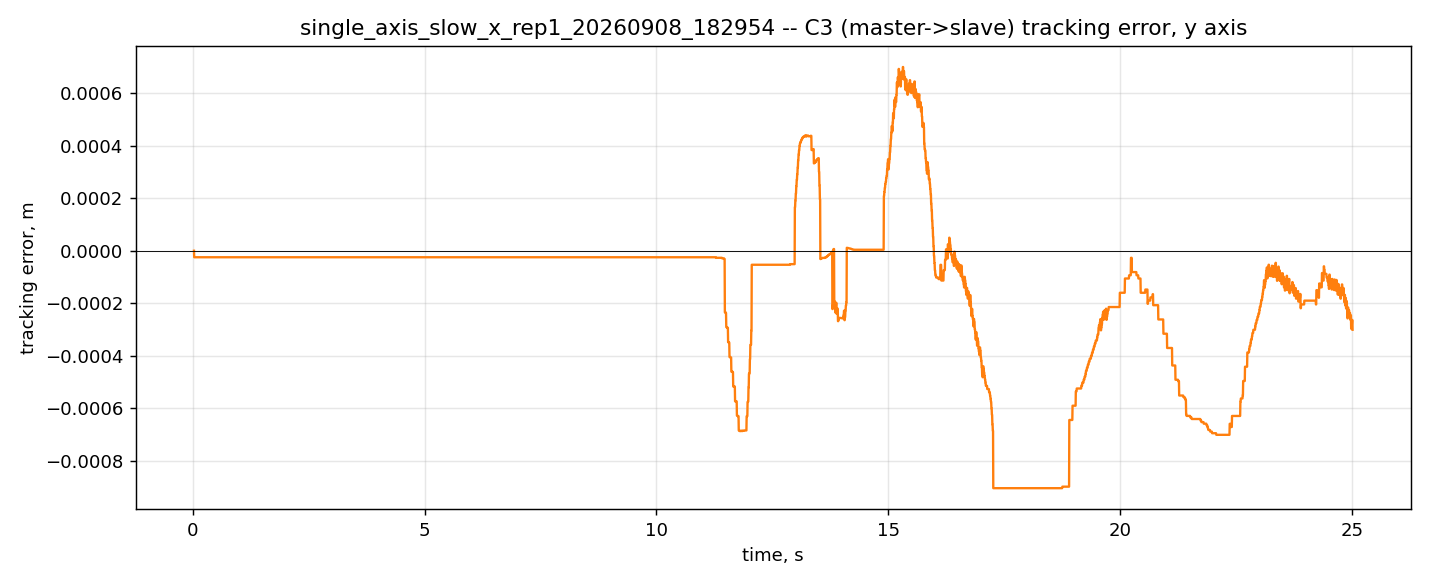 single_axis_slow_x_rep1_20260908_182954 -- C3 (master->slave) tracking error, y axis
0.0006
0.0004
0.0002
0.0000
−0.0002
−0.0004
−0.0006
−0.0008
tracking error, m
0 5 10 15 20 25
time, s